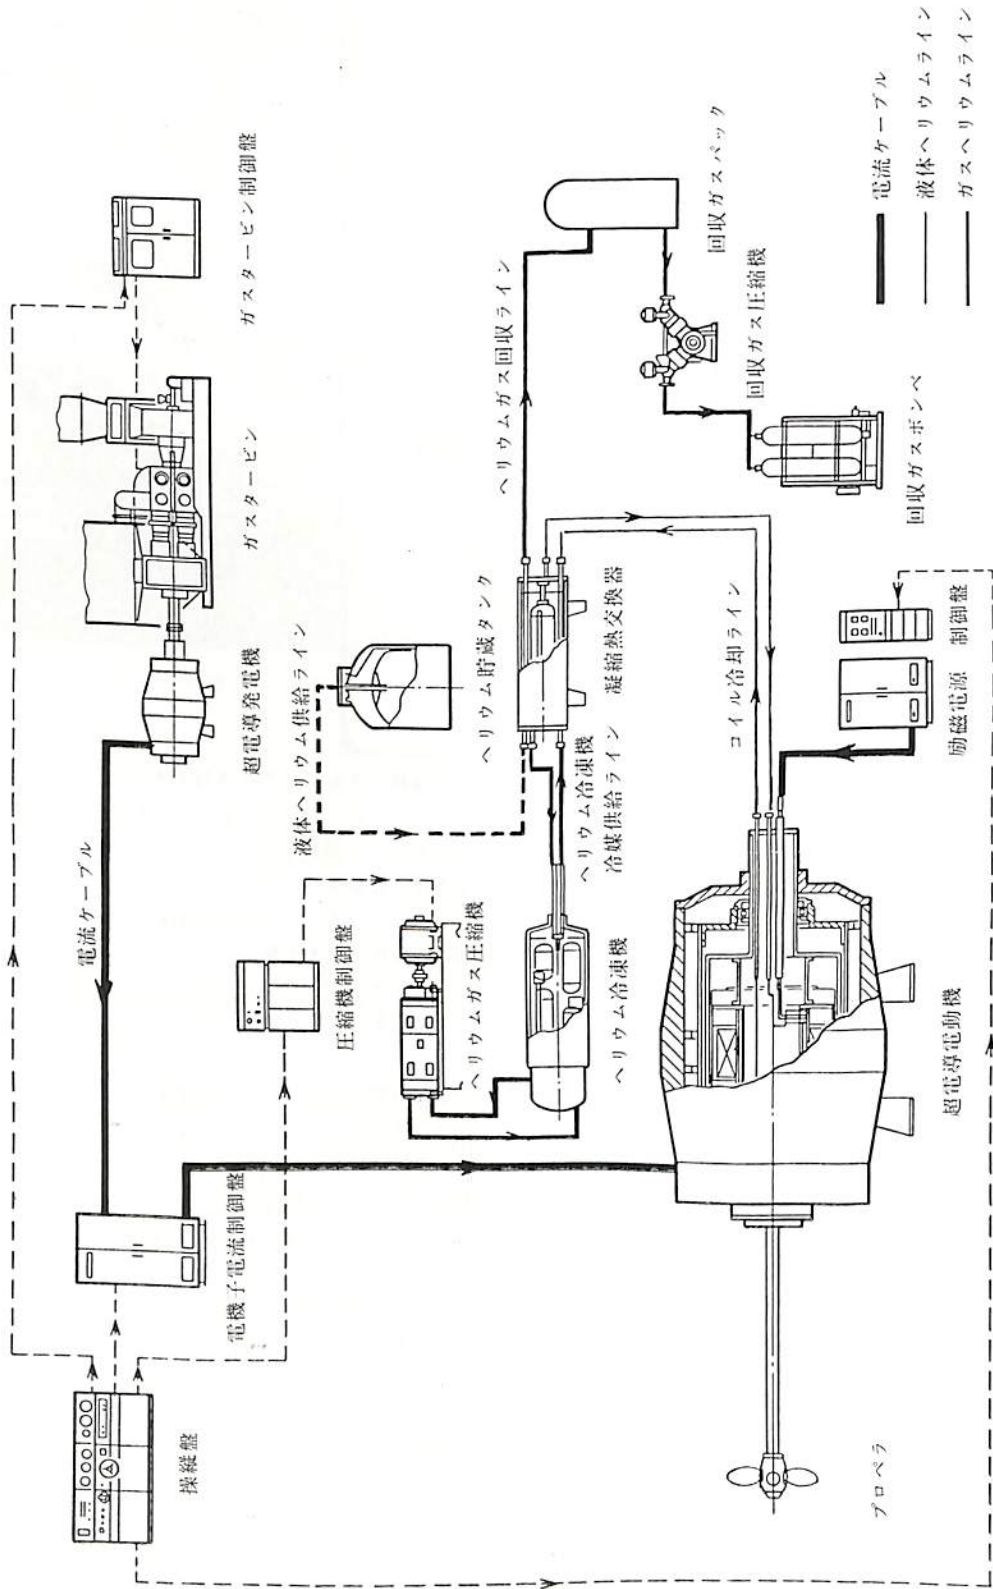 操縦盤
電機子電流制御盤
電流ケーブル
超電導発電機
ガスタービン
ガスタービン制御盤
圧縮機制御盤
ヘリウムガス圧縮機
ヘリウム冷凍機
液体ヘリウム供給ライン
ヘリウム貯蔵タンク
ヘリウム冷凍機
冷媒供給ライン
凝縮熱交換器
ヘリウムガス回収ライン
回収ガスバック
回収ガス圧縮機
回収ガスボンベ
コイル冷却ライン
励磁電源
制御盤
超電導電動機
プロペラ
電流ケーブル
液体ヘリウムライン
ガスヘリウムライン